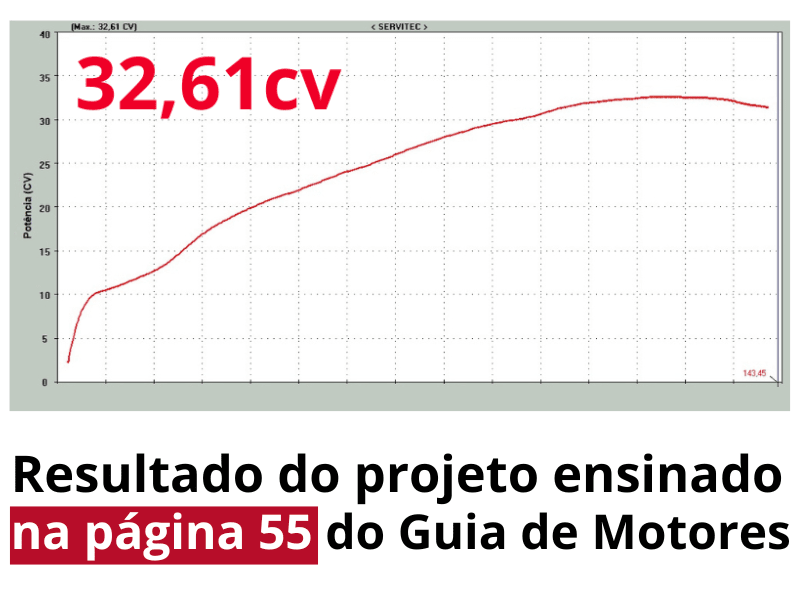 (Max.: 32,61 CV)
< SERVITEC >
32,61cv
40
35
30
25
20
15
10
5
0
Potência (CV)
143,45
Resultado do projeto ensinado
na página 55 do Guia de Motores